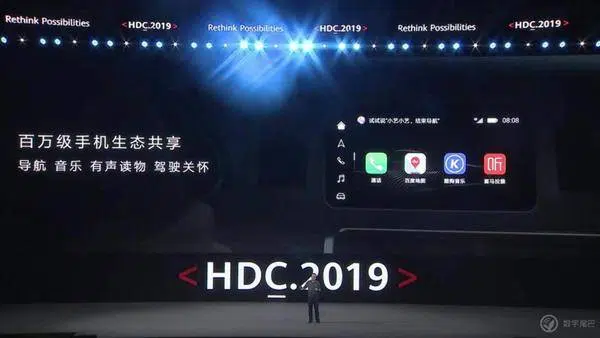 Rethink Possibilities
<HDC.2019>
Rethink Possibilities
<HDC.2019>
Rethink Possibilities
<HDC.2019>
百万级手机生态共享
导航 音乐 有声读物 驾驶关怀
试试说“小艺小艺，结束导航”
08:08
通话
百度地图
酷狗音乐
喜马拉雅
K
听
<HDC.2019>
数字尾巴